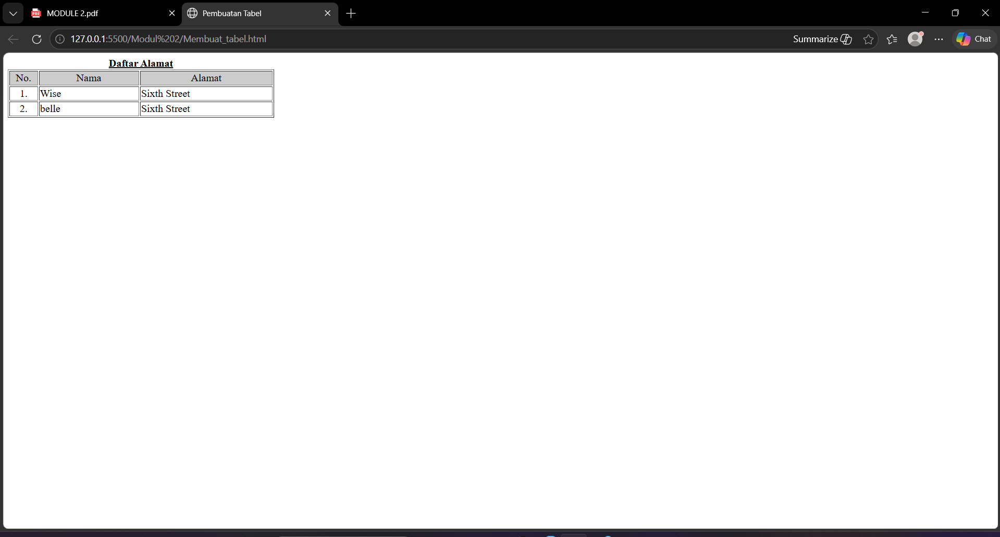 MODULE 2.pdf
Pembuatan Tabel
127.0.0.1:5500/Modul%202/Membuat_tabel.html
Summarize
Chat
Daftar Alamat
No. Nama Alamat
1. Wise Sixth Street
2. belle Sixth Street